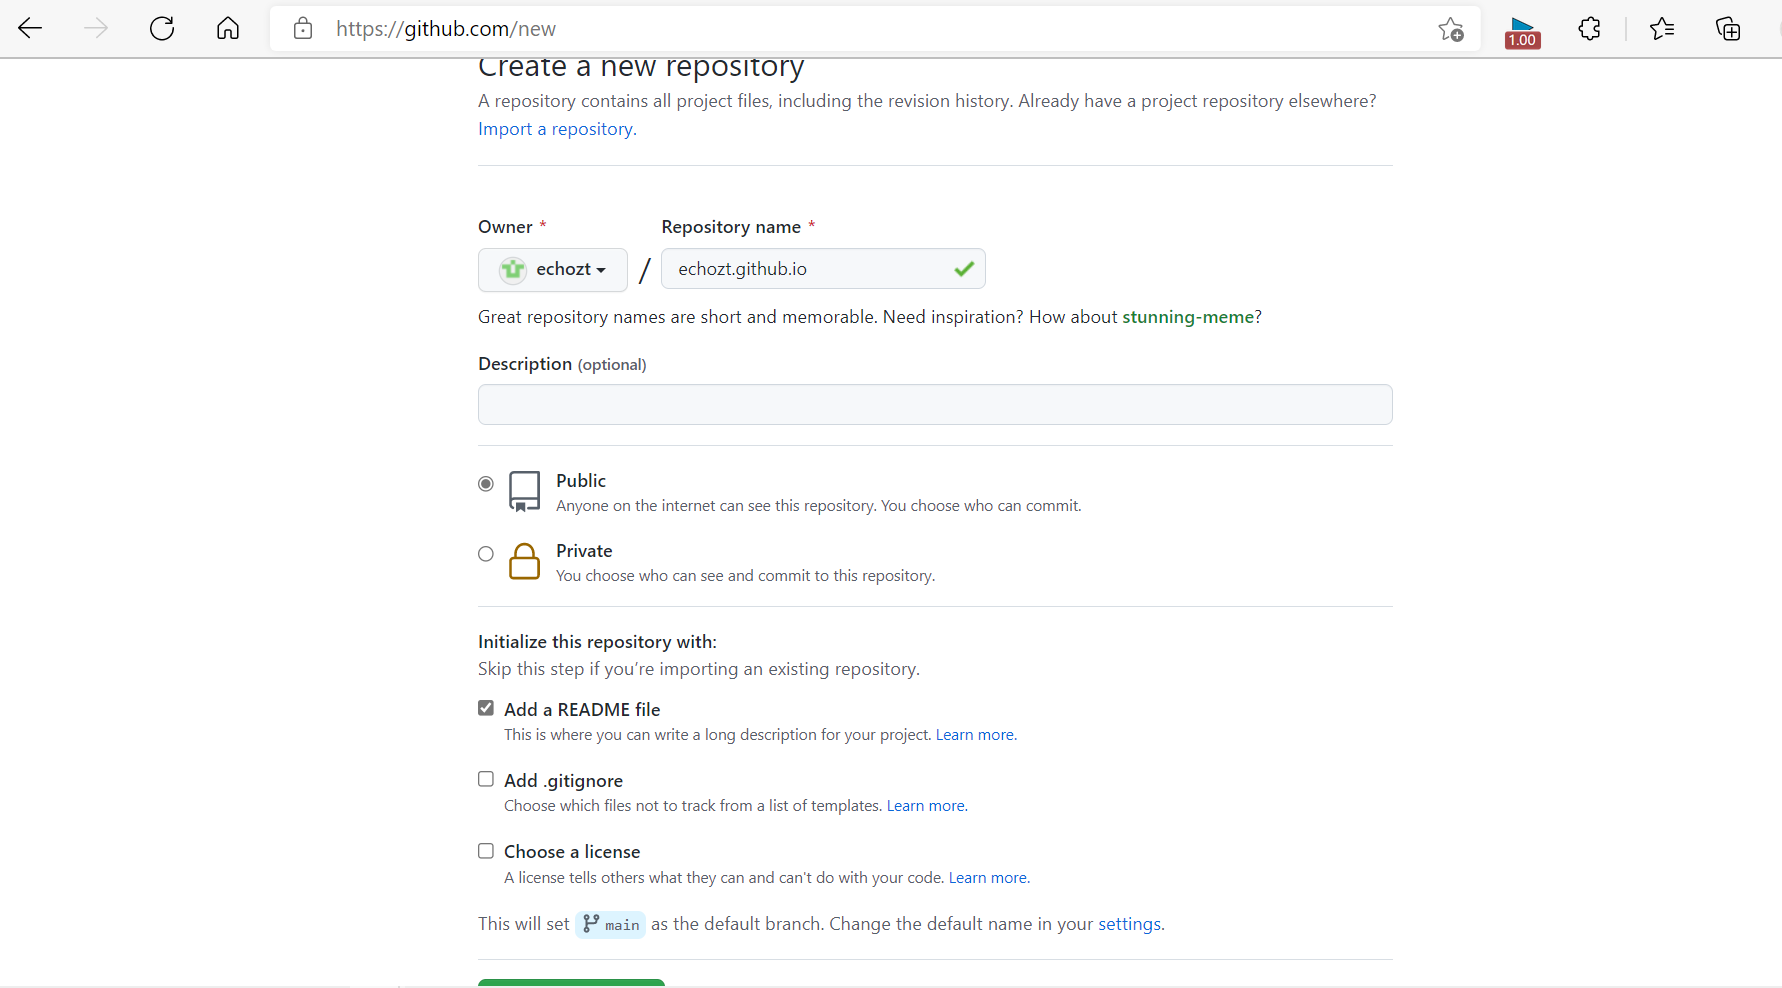 https://github.com/new
1.00
Create a new repository
A repository contains all project files, including the revision history. Already have a project repository elsewhere?
Import a repository.
Owner * Repository name *
echozt / echozt.github.io
Great repository names are short and memorable. Need inspiration? How about stunning-meme?
Description (optional)
Public
Anyone on the internet can see this repository. You choose who can commit.
Private
You choose who can see and commit to this repository.
Initialize this repository with:
Skip this step if you’re importing an existing repository.
Add a README file
This is where you can write a long description for your project. Learn more.
Add .gitignore
Choose which files not to track from a list of templates. Learn more.
Choose a license
A license tells others what they can and can't do with your code. Learn more.
This will set main as the default branch. Change the default name in your settings.